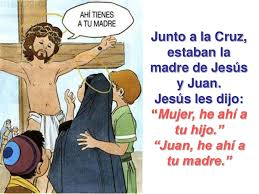 AHÍ TIENES
A TU MADRE
Junto a la Cruz,
estaban la
madre de Jesús
y Juan.
Jesús les dijo:
“Mujer, he ahí a
tu hijo.”
“Juan, he ahí a
tu madre.”